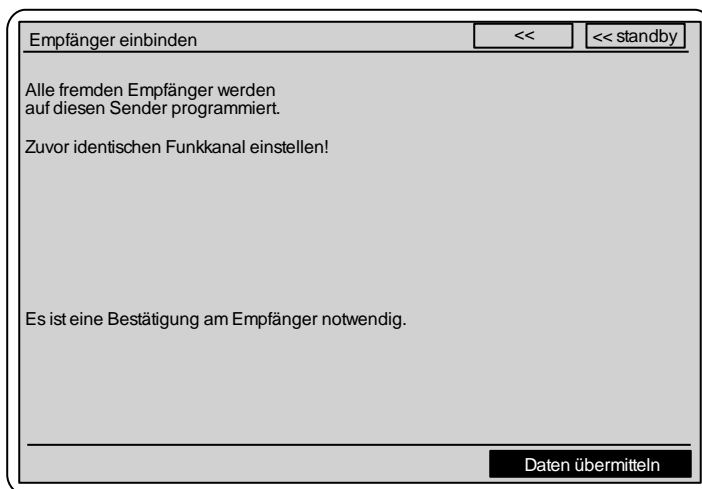 Empfänger einbinden
<<
<< standby
Alle fremden Empfänger werden
auf diesen Sender programmiert.
Zuvor identischen Funkkanal einstellen!
Es ist eine Bestätigung am Empfänger notwendig.
Daten übermitteln